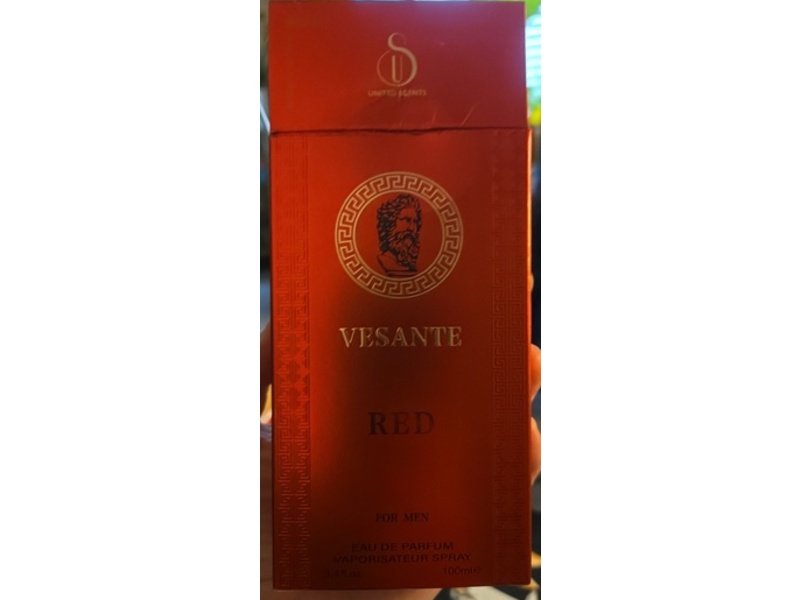 UNITED SCENTS
VESANTE
RED
FOR MEN
EAU DE PARFUM
VAPORISATEUR SPRAY
100ml